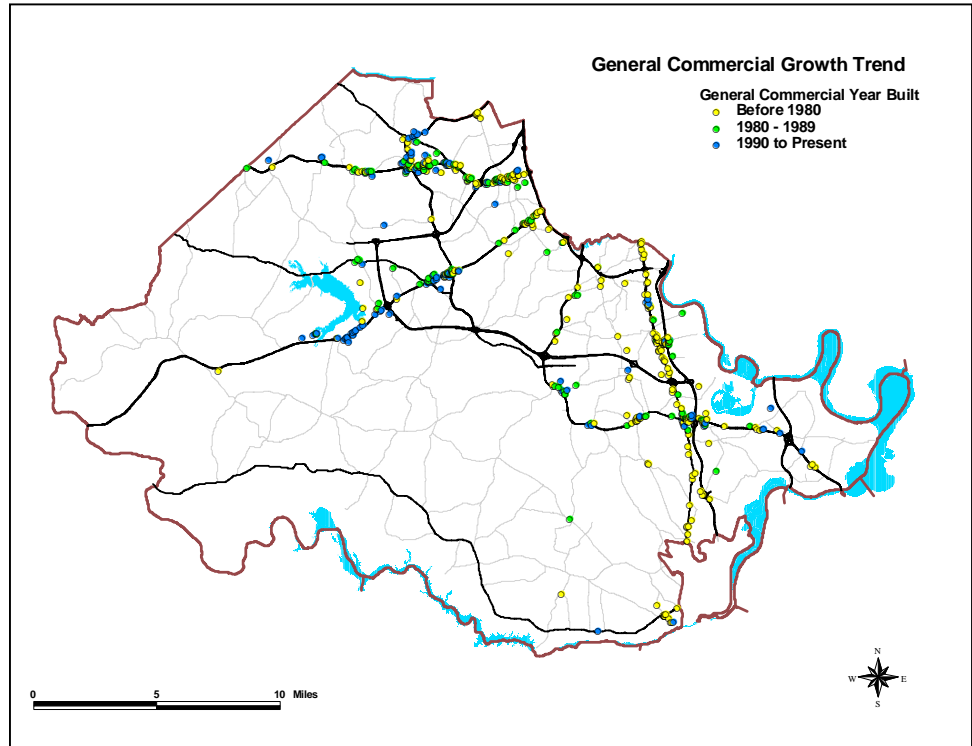 General Commercial Growth Trend
General Commercial Year Built
Before 1980
1980 - 1989
1990 to Present
N
W E
S
0 5 10 Miles